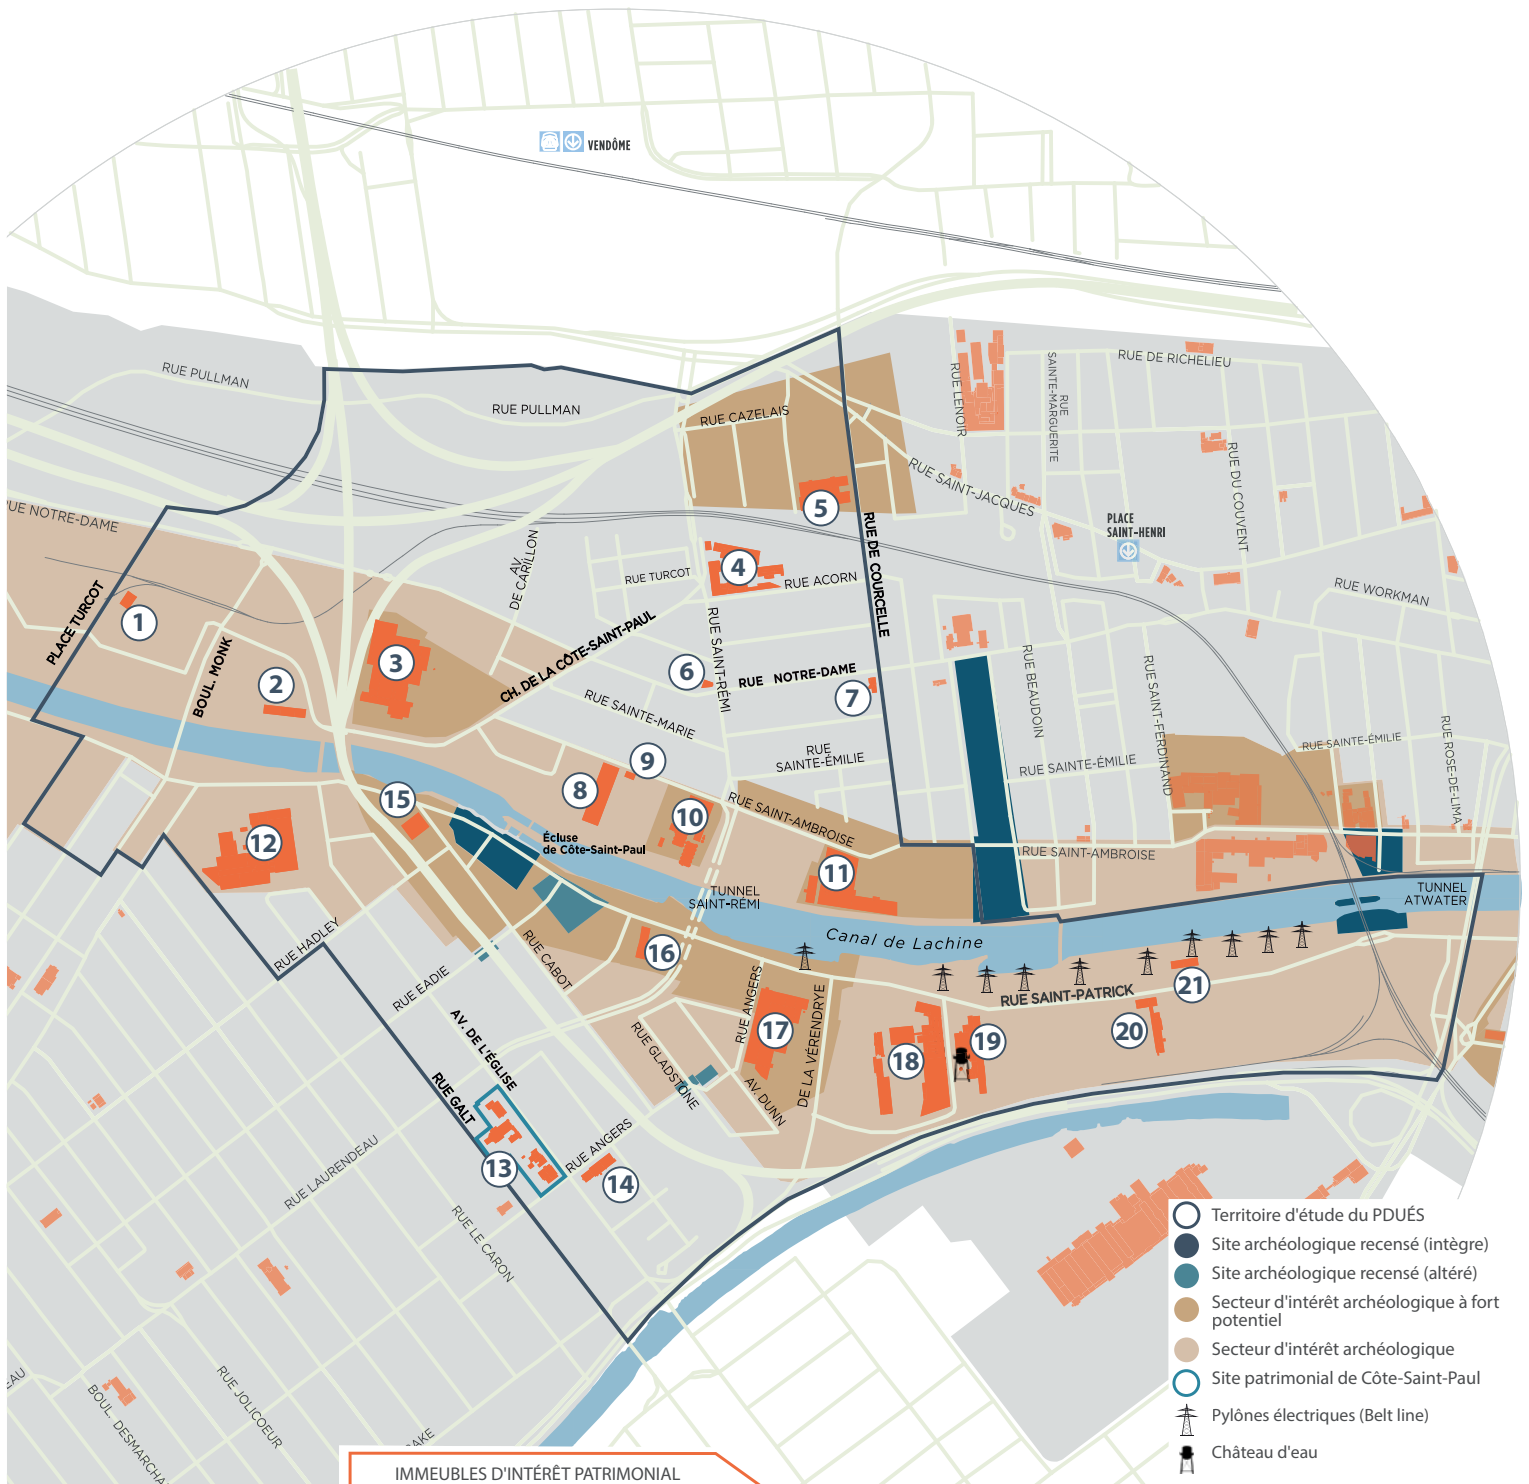 VENDÔME
RUE PULLMAN
RUE PULLMAN
RUE CAZELAIS
RUE LENOIR
RUE
SAINTE-MARGUERITE
RUE DE RICHELIEU
RUE DU COUVENT
RUE SAINT-JACQUES
PLACE
SAINT-HENRI
RUE WORKMAN
RUE NOTRE-DAME
5
4
AV.
DE CARILLON
RUE TURCOT
RUE ACORN
RUE DE COURCELLE
PLACE TURCOT
1
BOUL. MONK
2
3
CH. DE LA CÔTE-SAINT-PAUL
RUE SAINT-RÉMI
6
RUE NOTRE-DAME
7
RUE SAINTE-MARIE
RUE
SAINTE-ÉMILIE
RUE BEAUDOIN
RUE SAINT-FERDINAND
RUE SAINTE-ÉMILIE
RUE SAINTE-ÉMILIE
RUE ROSE-DE-LIMA
8
9
10
RUE SAINT-AMBROISE
RUE SAINT-AMBROISE
15
12
Écluse
de Côte-Saint-Paul
11
TUNNEL
SAINT-RÉMI
TUNNEL
ATWATER
Canal de Lachine
RUE HADLEY
RUE EADIE
RUE CABOT
16
RUE ANGERS
DE LA VÉRENDRYE
RUE SAINT-PATRICK
21
20
19
18
17
AV. DE L'ÉGLISE
RUE GLADSTONE
AV. DUNN
RUE GALT
RUE ANGERS
13
14
RUE LAURENDEAU
RUE LE CARON
RUE JOLICOEUR
BOUL. DESMARCHA
EAU
AKE
Territoire d'étude du PDUÉS
Site archéologique recensé (intègre)
Site archéologique recensé (altéré)
Secteur d'intérêt archéologique à fort
potentiel
Secteur d'intérêt archéologique
Site patrimonial de Côte-Saint-Paul
Pylônes électriques (Belt line)
Château d'eau
IMMEUBLES D'INTÉRÊT PATRIMONIAL